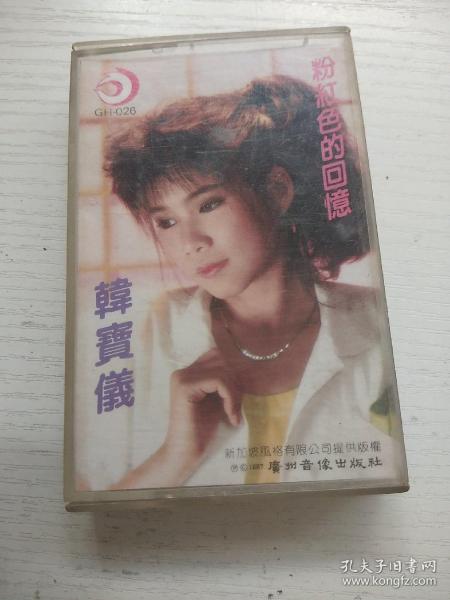 GH-026
粉紅色的回憶
韓寶儀
新加坡風格有限公司提供版權
℗©1987 廣州音像出版社
孔夫子旧书网
www.kongfz.com